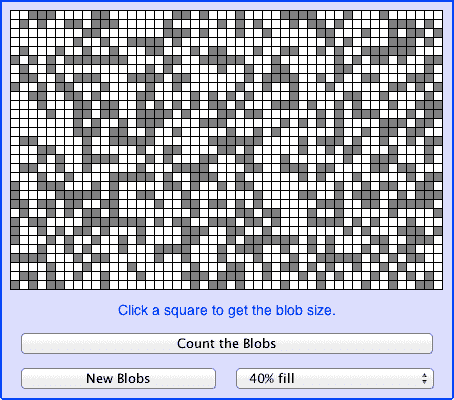 Click a square to get the blob size.
Count the Blobs
New Blobs
40% fill